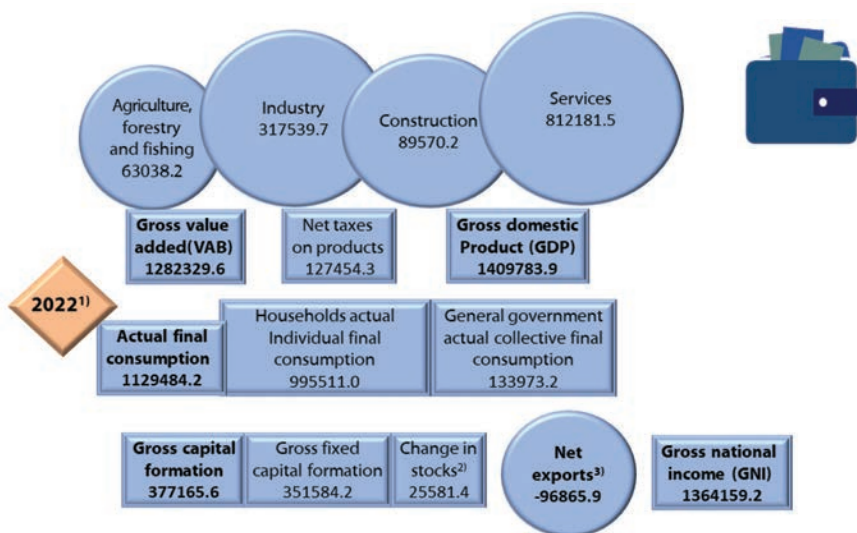 Agriculture,
forestry
and fishing
63038.2
Industry
317539.7
Construction
89570.2
Services
812181.5
Gross value
added(VAB)
1282329.6
Net taxes
on products
127454.3
Gross domestic
Product (GDP)
1409783.9
2022¹⁾
Actual final
consumption
1129484.2
Households actual
Individual final
consumption
995511.0
General government
actual collective final
consumption
133973.2
Gross capital
formation
377165.6
Gross fixed
capital formation
351584.2
Change in
stocks²⁾
25581.4
Net
exports³⁾
-96865.9
Gross national
income (GNI)
1364159.2